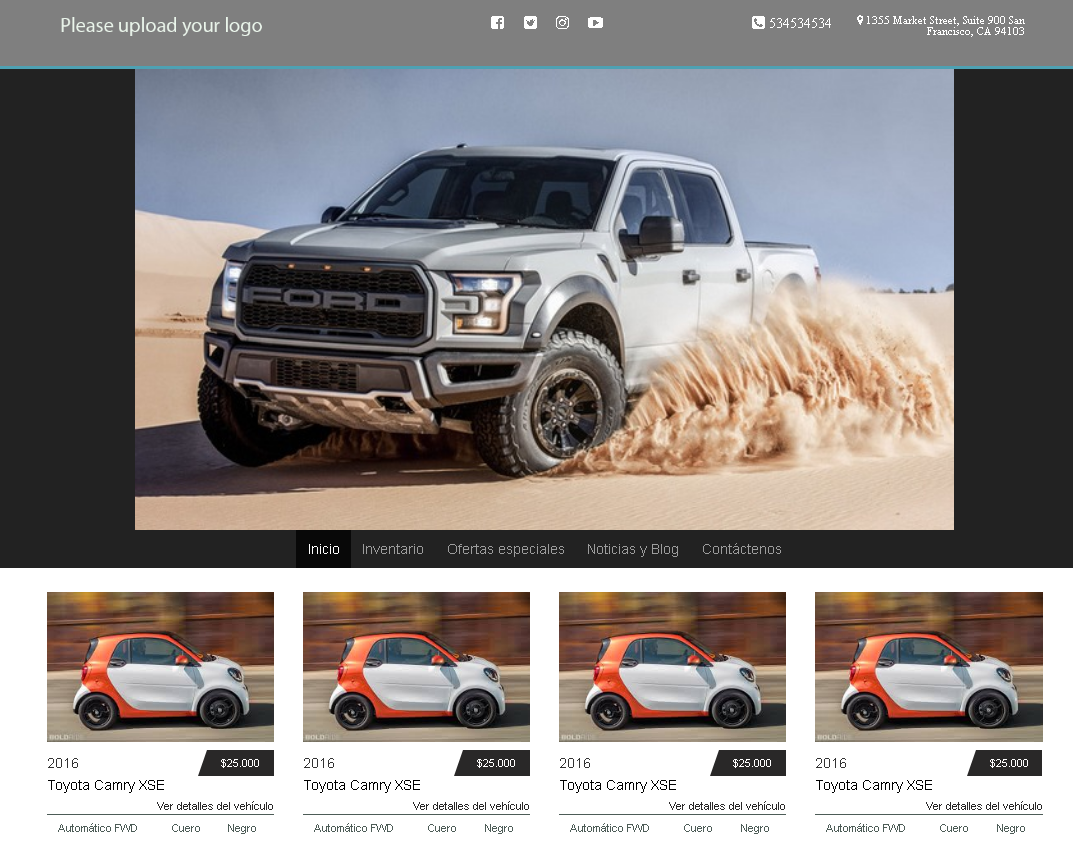 Please upload your logo
534534534
1355 Market Street, Suite 900 San
Francisco, CA 94103
FORD
Inicio Inventario Ofertas especiales Noticias y Blog Contáctenos
BOLDRIDE BOLDRIDE BOLDRIDE BOLDRIDE
2016 $25.000 2016 $25.000 2016 $25.000 2016 $25.000
Toyota Camry XSE Toyota Camry XSE Toyota Camry XSE Toyota Camry XSE
Ver detalles del vehículo Ver detalles del vehículo Ver detalles del vehículo Ver detalles del vehículo
Automático FWD Cuero Negro Automático FWD Cuero Negro Automático FWD Cuero Negro Automático FWD Cuero Negro